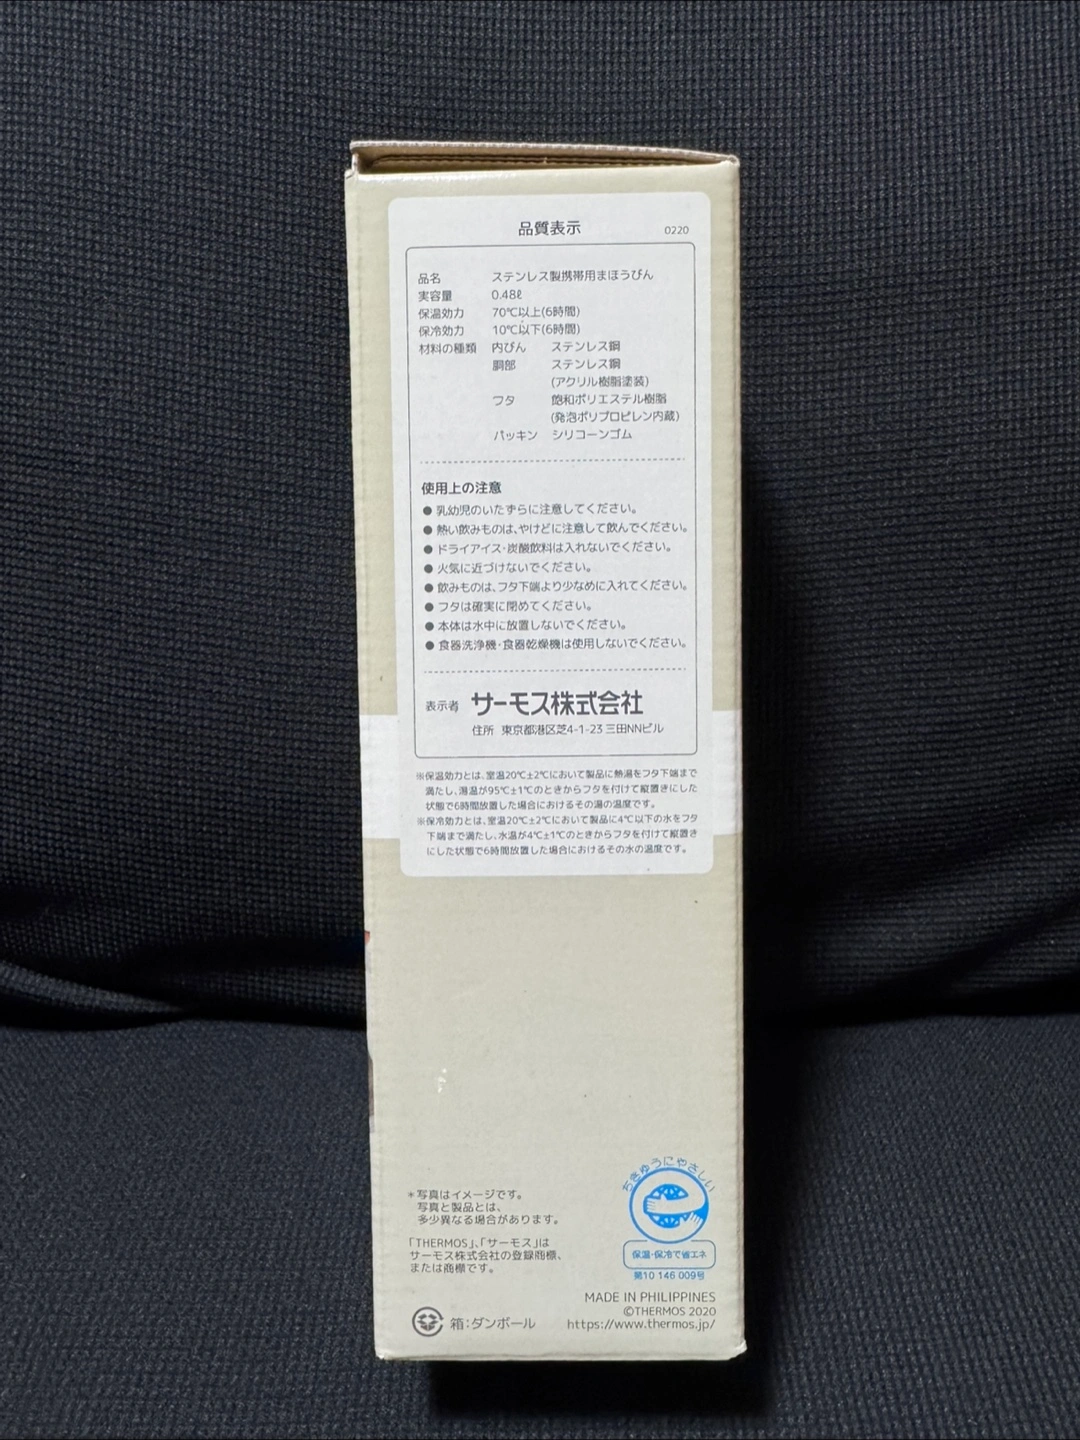 品質表示 0220
品名 ステンレス製携帯用まほうびん
実容量 0.48ℓ
保温効力 70℃以上(6時間)
保冷効力 10℃以下(6時間)
材料の種類 内びん ステンレス鋼
胴部 ステンレス鋼
(アクリル樹脂塗装)
フタ 飽和ポリエステル樹脂
(発泡ポリプロピレン内蔵)
パッキン シリコーンゴム
使用上の注意
●乳幼児のいたずらに注意してください。
●熱い飲みものは、やけどに注意して飲んでください。
●ドライアイス・炭酸飲料は入れないでください。
●火気に近づけないでください。
●飲みものは、フタ下端より少なめに入れてください。
●フタは確実に閉めてください。
●本体は水中に放置しないでください。
●食器洗浄機・食器乾燥機は使用しないでください。
表示者 サーモス株式会社
住所 東京都港区芝4-1-23 三田NNビル
※保温効力とは、室温20℃±2℃において製品に熱湯をフタ下端まで
満たし、湯温が95℃±1℃のときからフタを付けて縦置きにした
状態で6時間放置した場合におけるその湯の温度です。
※保冷効力とは、室温20℃±2℃において製品に4℃以下の水をフタ
下端まで満たし、水温が4℃±1℃のときからフタを付けて縦置き
にした状態で6時間放置した場合におけるその水の温度です。
ちきゅうにやさしい
保温・保冷で省エネ
第10 146 009号
*写真はイメージです。
写真と製品とは、
多少異なる場合があります。
「THERMOS」、「サーモス」は
サーモス株式会社の登録商標、
または商標です。
MADE IN PHILIPPINES
©THERMOS 2020
箱:ダンボール https://www.thermos.jp/